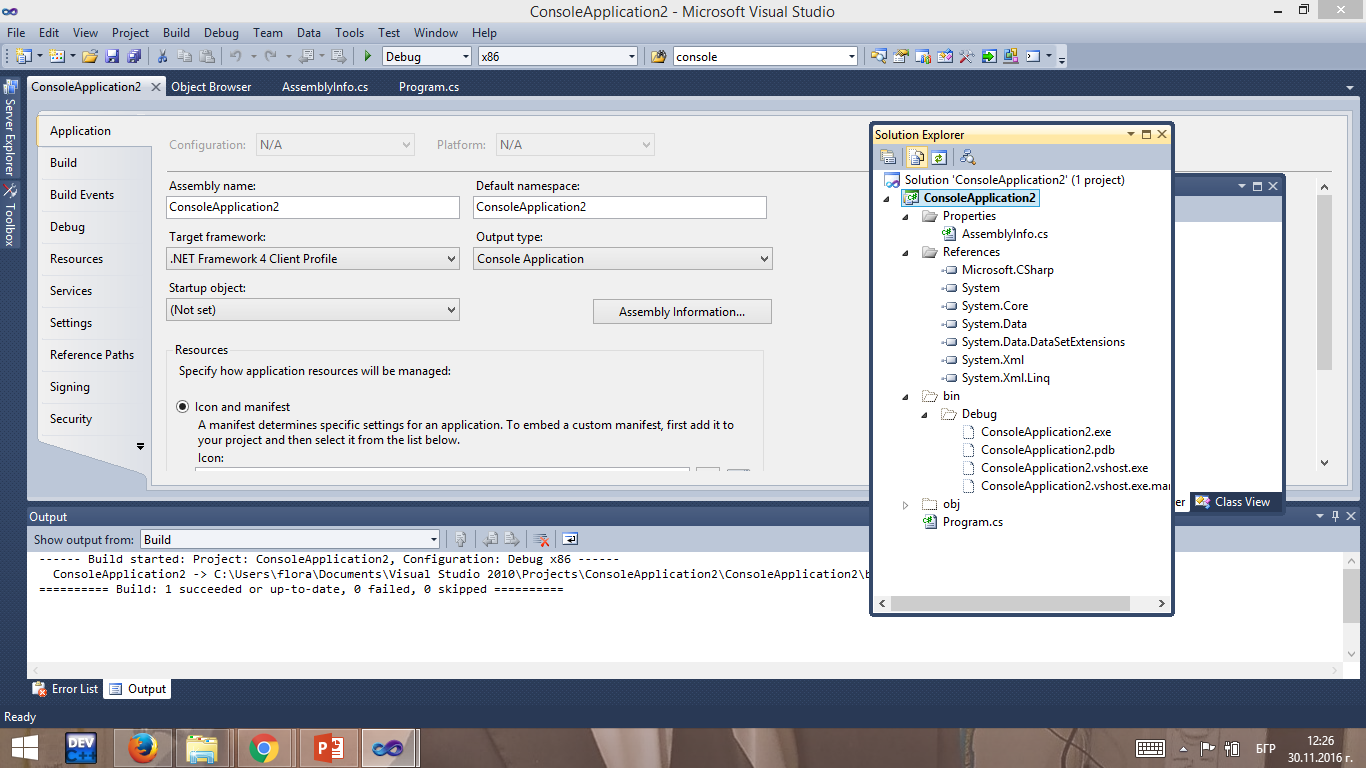 ConsoleApplication2 - Microsoft Visual Studio
File Edit View Project Build Debug Team Data Tools Test Window Help
Debug x86 console
ConsoleApplication2 Object Browser AssemblyInfo.cs Program.cs
Server Explorer
Toolbox
Application
Build
Build Events
Debug
Resources
Services
Settings
Reference Paths
Signing
Security
Configuration: N/A Platform: N/A
Assembly name: Default namespace:
ConsoleApplication2 ConsoleApplication2
Target framework: Output type:
.NET Framework 4 Client Profile Console Application
Startup object:
(Not set) Assembly Information...
Resources
Specify how application resources will be managed:
Icon and manifest
A manifest determines specific settings for an application. To embed a custom manifest, first add it to
your project and then select it from the list below.
Icon:
Solution Explorer
Solution 'ConsoleApplication2' (1 project)
ConsoleApplication2
Properties
AssemblyInfo.cs
References
Microsoft.CSharp
System
System.Core
System.Data
System.Data.DataSetExtensions
System.Xml
System.Xml.Linq
bin
Debug
ConsoleApplication2.exe
ConsoleApplication2.pdb
ConsoleApplication2.vshost.exe
ConsoleApplication2.vshost.exe.mar
obj
Program.cs
er Class View
Output
Show output from: Build
------ Build started: Project: ConsoleApplication2, Configuration: Debug x86 ------
ConsoleApplication2 -> C:\Users\flora\Documents\Visual Studio 2010\Projects\ConsoleApplication2\ConsoleApplication2\b
========== Build: 1 succeeded or up-to-date, 0 failed, 0 skipped ==========
Error List Output
Ready
DEV C++
БГР
12:26
30.11.2016 г.